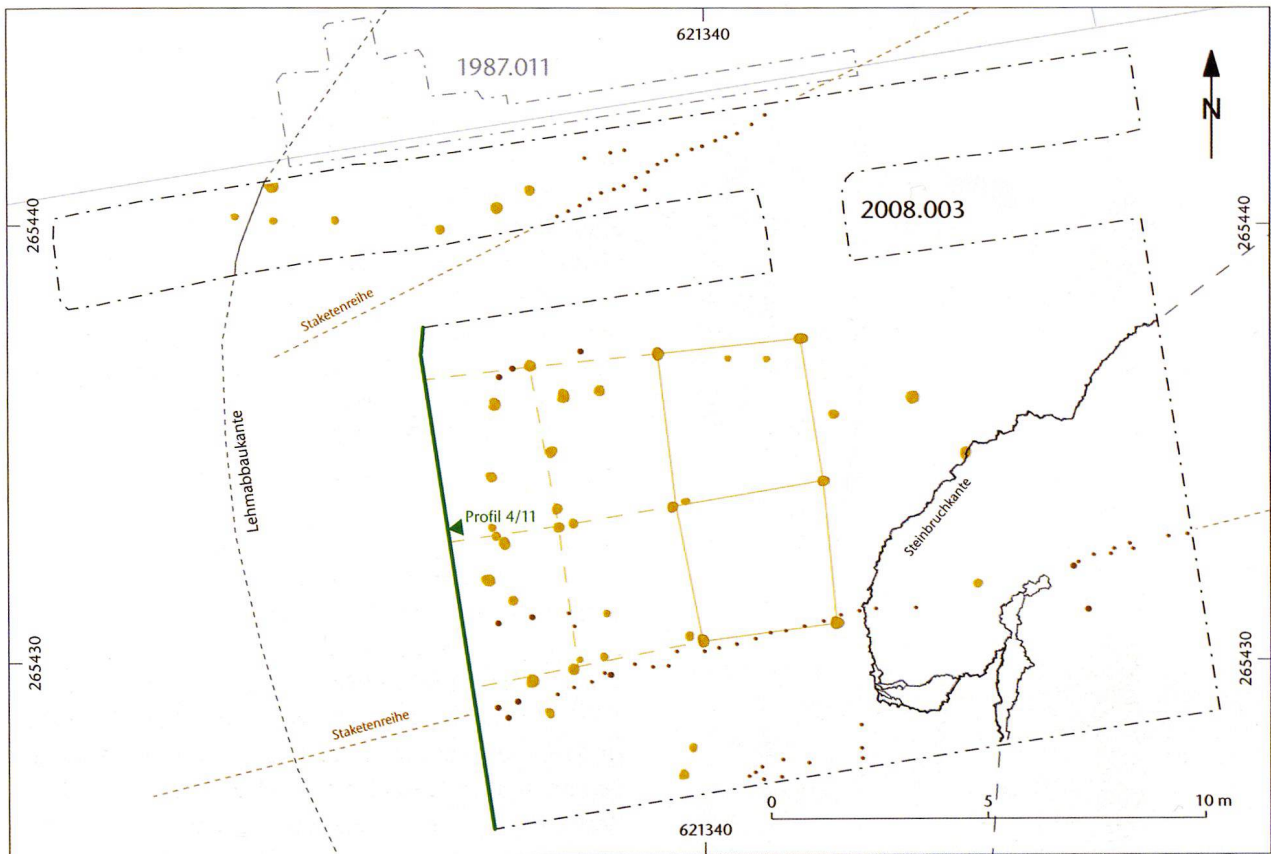 621340
1987.011
N
265440
2008.003
265440
Staketenreihe
Lehmabbaukante
Profil 4/11
Steinbruchkante
265430
265430
Staketenreihe
0 5 10 m
621340